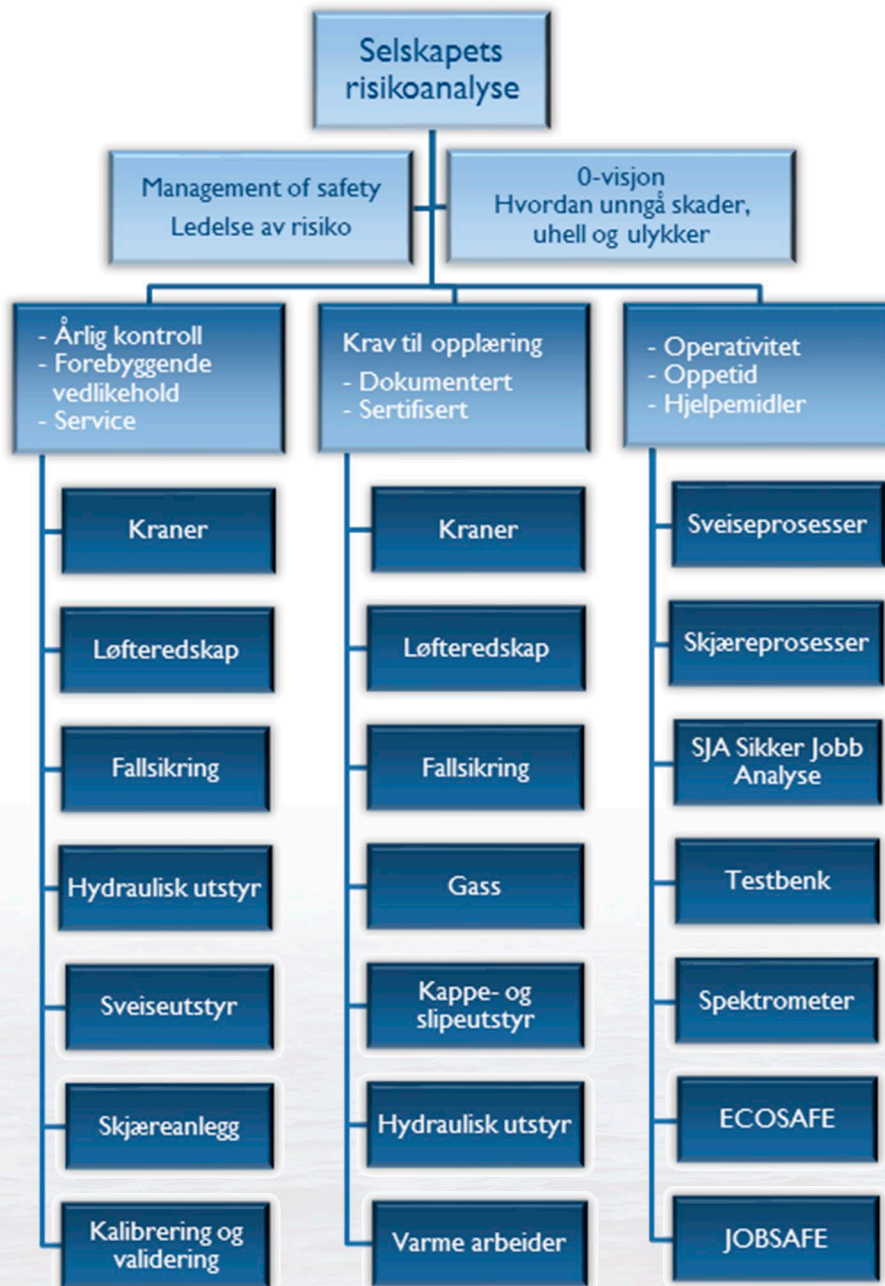 Selskapets
risikoanalyse
Management of safety
Ledelse av risiko
0-visjon
Hvordan unngå skader,
uhell og ulykker
- Årlig kontroll
- Forebyggende
vedlikehold
- Service
Kraner
Løfteredskap
Fallsikring
Hydraulisk utstyr
Sveiseutstyr
Skjæreanlegg
Kalibrering og
validering
Krav til opplæring
- Dokumentert
- Sertifisert
Kraner
Løfteredskap
Fallsikring
Gass
Kappe- og
slipeutstyr
Hydraulisk utstyr
Varme arbeider
- Operativitet
- Oppetid
- Hjelpemidler
Sveiseprosesser
Skjæreprosesser
SJA Sikker Jobb
Analyse
Testbenk
Spektrometer
ECOSAFE
JOBSAFE